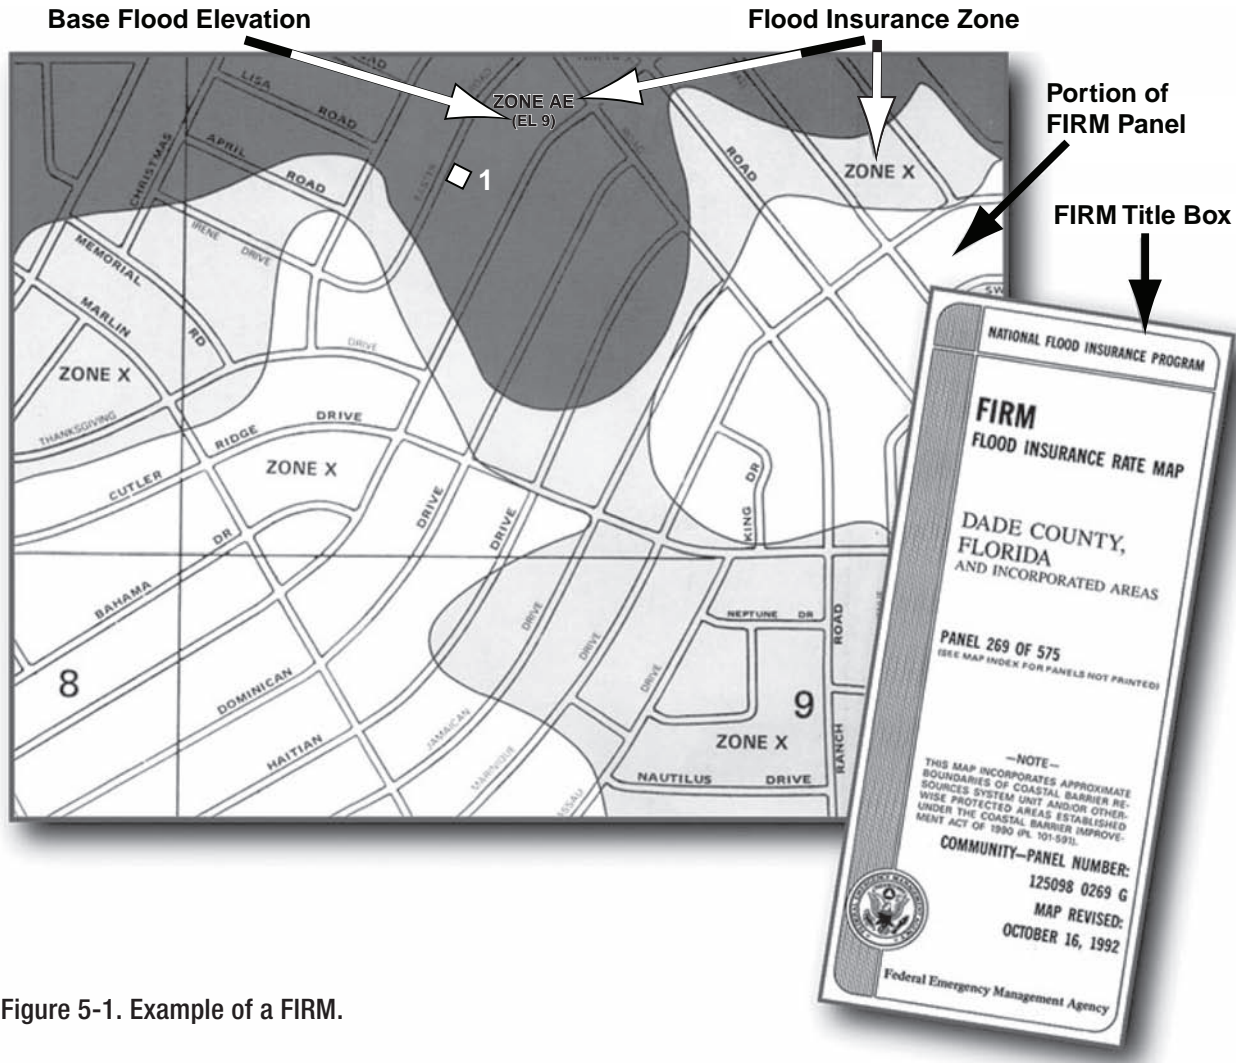 Base Flood Elevation
Flood Insurance Zone
Portion of
FIRM Panel
FIRM Title Box
LISA
ROAD
ROAD
ZONE AE
(EL 9)
1
CHRISTMAS
APRIL
ROAD
ROAD
ZONE X
IRENE
DRIVE
MEMORIAL
RD
MARLIN
DRIVE
ZONE X
THANKSGIVING
RIDGE
DRIVE
CUTLER
ZONE X
DR
DRIVE
DRIVE
KING
DR
BAHAMA
DRIVE
DRIVE
DRIVE
NEPTUNE
DR
ROAD
8
DOMINICAN
HAITIAN
JAMAICAN
9
ZONE X
RANCH
NAUTILUS
DRIVE
NATIONAL FLOOD INSURANCE PROGRAM
FIRM
FLOOD INSURANCE RATE MAP
DADE COUNTY,
FLORIDA
AND INCORPORATED AREAS
PANEL 269 OF 575
(SEE MAP INDEX FOR PANELS NOT PRINTED)
—NOTE—
THIS MAP INCORPORATES APPROXIMATE
BOUNDARIES OF COASTAL BARRIER RE-
SOURCES SYSTEM UNIT AND/OR OTHER-
WISE PROTECTED AREAS ESTABLISHED
UNDER THE COASTAL BARRIER IMPROVE-
MENT ACT OF 1990 (PL 101-591).
COMMUNITY—PANEL NUMBER:
125098 0269 G
MAP REVISED:
OCTOBER 16, 1992
Federal Emergency Management Agency
Figure 5-1. Example of a FIRM.